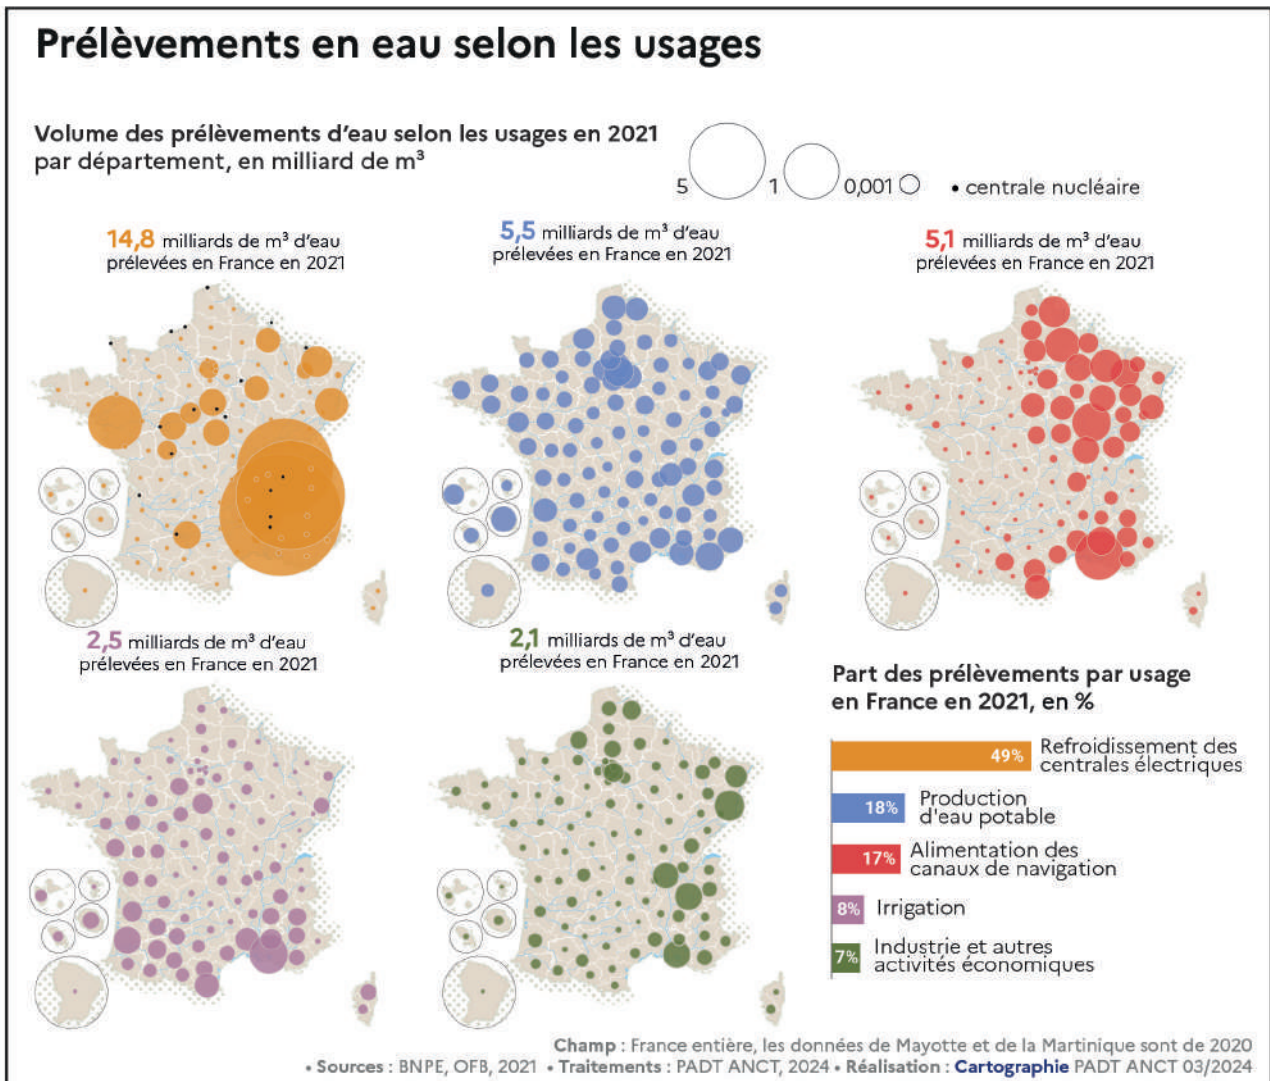 Prélèvements en eau selon les usages
Volume des prélèvements d'eau selon les usages en 2021
par département, en milliard de m³
5 1 0,001 • centrale nucléaire
14,8 milliards de m³ d'eau
prélevées en France en 2021
5,5 milliards de m³ d'eau
prélevées en France en 2021
5,1 milliards de m³ d'eau
prélevées en France en 2021
2,5 milliards de m³ d'eau
prélevées en France en 2021
2,1 milliards de m³ d'eau
prélevées en France en 2021
Part des prélèvements par usage
en France en 2021, en %
49% Refroidissement des
centrales électriques
18% Production
d'eau potable
17% Alimentation des
canaux de navigation
8% Irrigation
7% Industrie et autres
activités économiques
Champ : France entière, les données de Mayotte et de la Martinique sont de 2020
• Sources : BNPE, OFB, 2021 • Traitements : PADT ANCT, 2024 • Réalisation : Cartographie PADT ANCT 03/2024